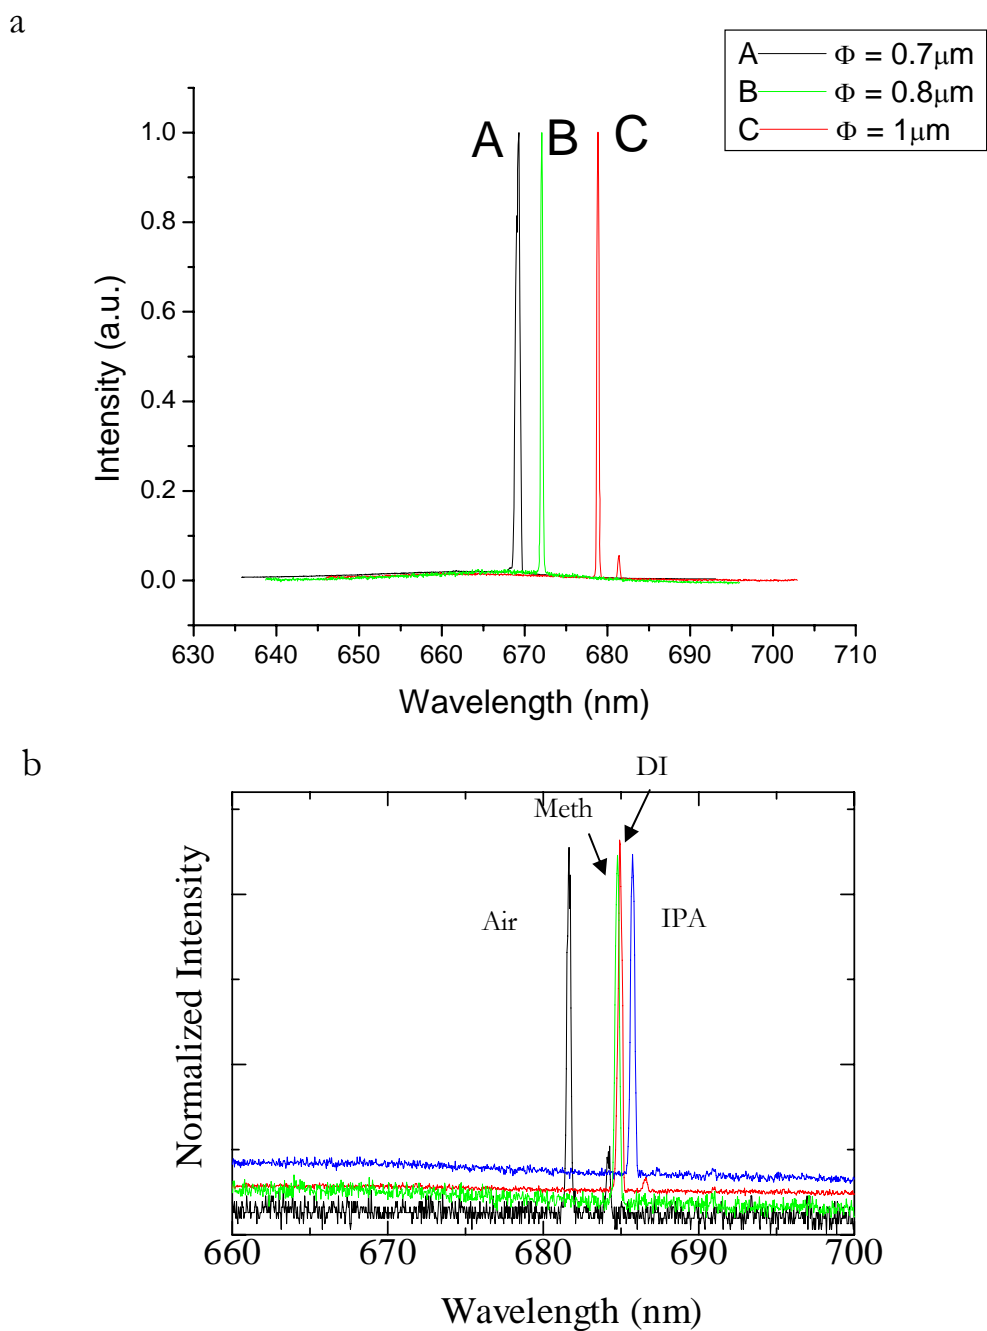 a
A Φ = 0.7μm
B Φ = 0.8μm
C Φ = 1μm
A B C
1.0
0.8
0.6
0.4
0.2
0.0
Intensity (a.u.)
630 640 650 660 670 680 690 700 710
Wavelength (nm)
b
DI
Meth
Air
IPA
Normalized Intensity
660 670 680 690 700
Wavelength (nm)